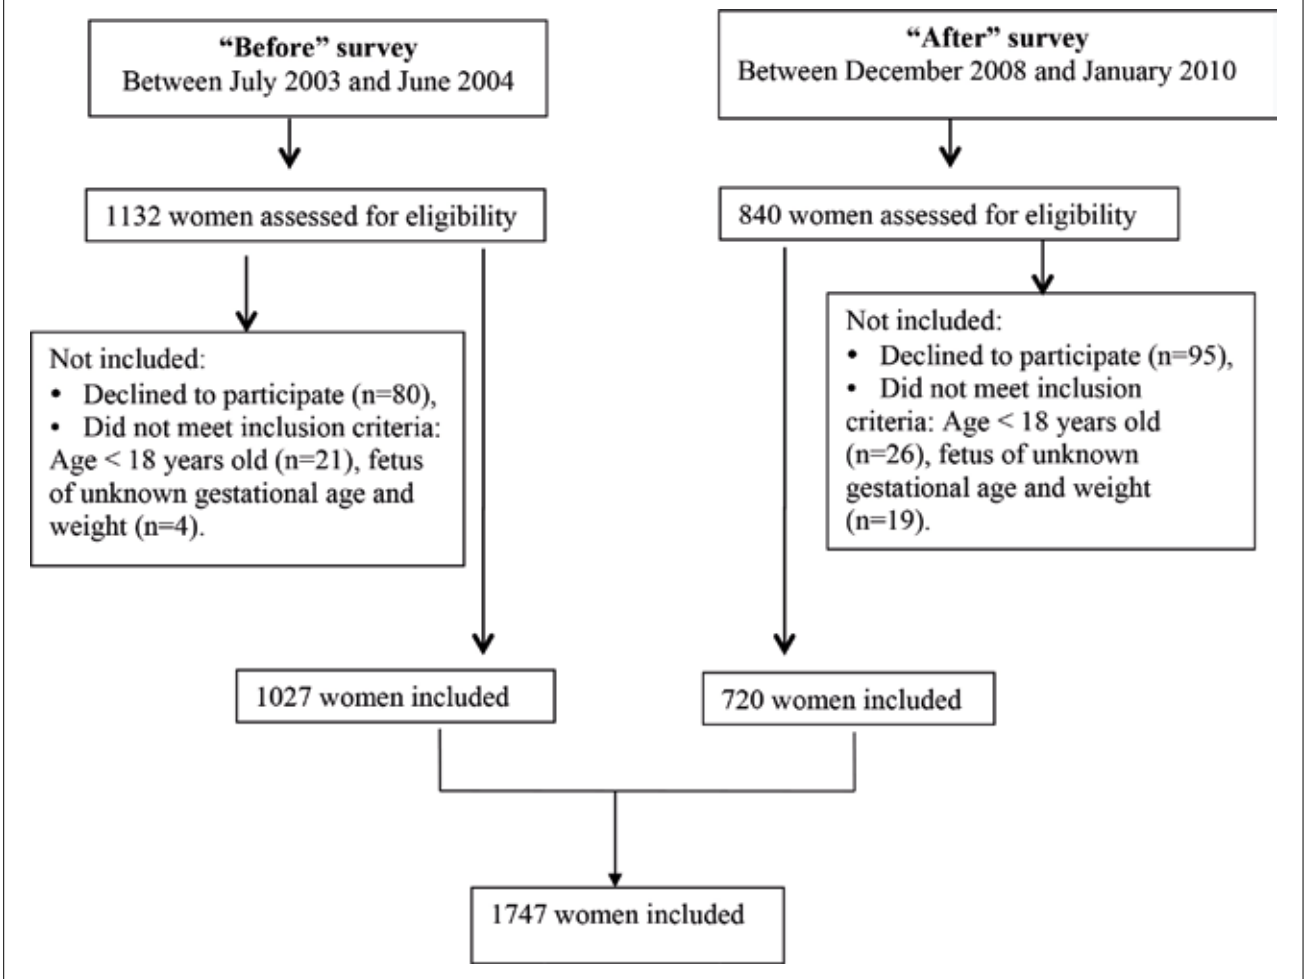 “Before” survey
Between July 2003 and June 2004
1132 women assessed for eligibility
Not included:
• Declined to participate (n=80),
• Did not meet inclusion criteria:
Age < 18 years old (n=21), fetus
of unknown gestational age and
weight (n=4).
1027 women included
“After” survey
Between December 2008 and January 2010
840 women assessed for eligibility
Not included:
• Declined to participate (n=95),
• Did not meet inclusion
criteria: Age < 18 years old
(n=26), fetus of unknown
gestational age and weight
(n=19).
720 women included
1747 women included